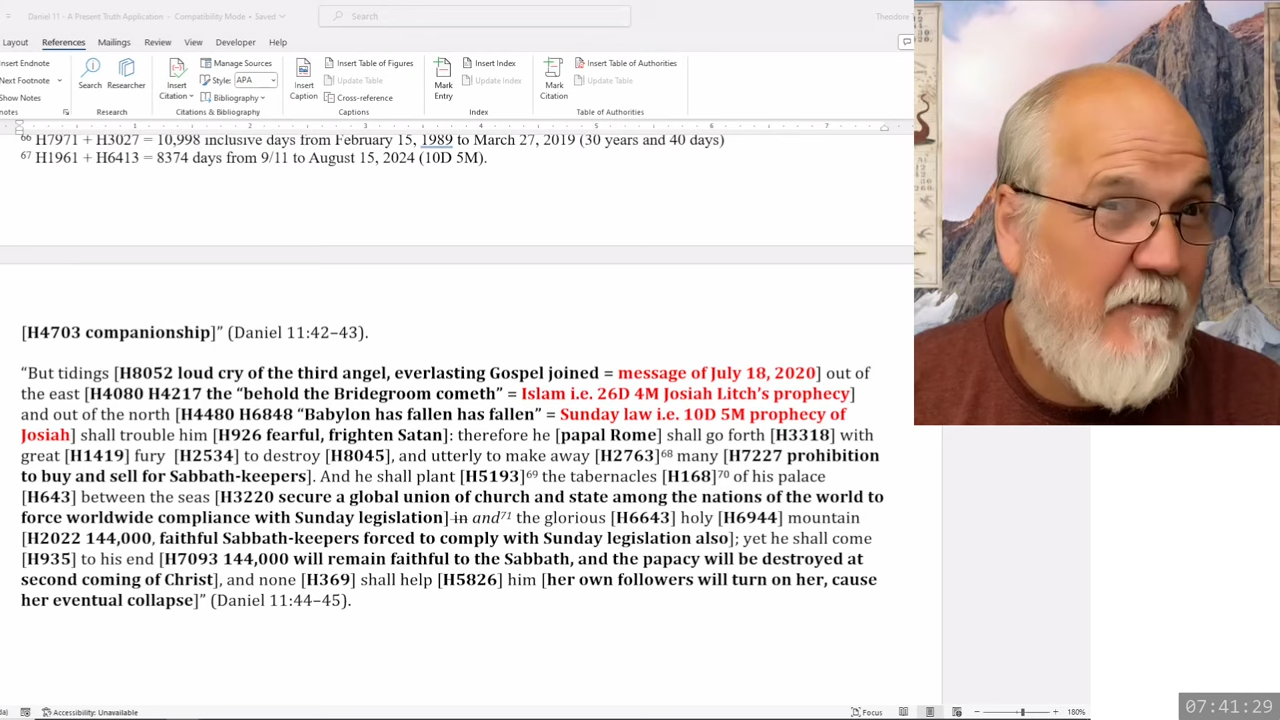 Daniel 11 - A Present Truth Application - Compatibility Mode • Saved
Search
Theodore
Layout References Mailings Review View Developer Help
Insert Endnote
Next Footnote
Show Notes
notes
Search
Researcher
Research
Insert
Citation
Manage Sources
Style: APA
Bibliography
Citations & Bibliography
Insert
Caption
Insert Table of Figures
Update Table
Cross-reference
Captions
Mark
Entry
Insert Index
Update Index
Index
Mark
Citation
Insert Table of Authorities
Update Table
Table of Authorities
1 2 3 4 5 6 7
66 H7971 + H3027 = 10,998 inclusive days from February 15, 1989 to March 27, 2019 (30 years and 40 days)
67 H1961 + H6413 = 8374 days from 9/11 to August 15, 2024 (10D 5M).
[H4703 companionship]” (Daniel 11:42–43).
“But tidings [H8052 loud cry of the third angel, everlasting Gospel joined = message of July 18, 2020] out of
the east [H4080 H4217 the “behold the Bridegroom cometh” = Islam i.e. 26D 4M Josiah Litch’s prophecy]
and out of the north [H4480 H6848 “Babylon has fallen has fallen” = Sunday law i.e. 10D 5M prophecy of
Josiah] shall trouble him [H926 fearful, frighten Satan]: therefore he [papal Rome] shall go forth [H3318] with
great [H1419] fury [H2534] to destroy [H8045], and utterly to make away [H2763]68 many [H7227 prohibition
to buy and sell for Sabbath-keepers]. And he shall plant [H5193]69 the tabernacles [H168]70 of his palace
[H643] between the seas [H3220 secure a global union of church and state among the nations of the world to
force worldwide compliance with Sunday legislation] in and71 the glorious [H6643] holy [H6944] mountain
[H2022 144,000, faithful Sabbath-keepers forced to comply with Sunday legislation also]; yet he shall come
[H935] to his end [H7093 144,000 will remain faithful to the Sabbath, and the papacy will be destroyed at
second coming of Christ], and none [H369] shall help [H5826] him [her own followers will turn on her, cause
her eventual collapse]” (Daniel 11:44–45).
Accessibility: Unavailable
Focus
180%
07:41:29